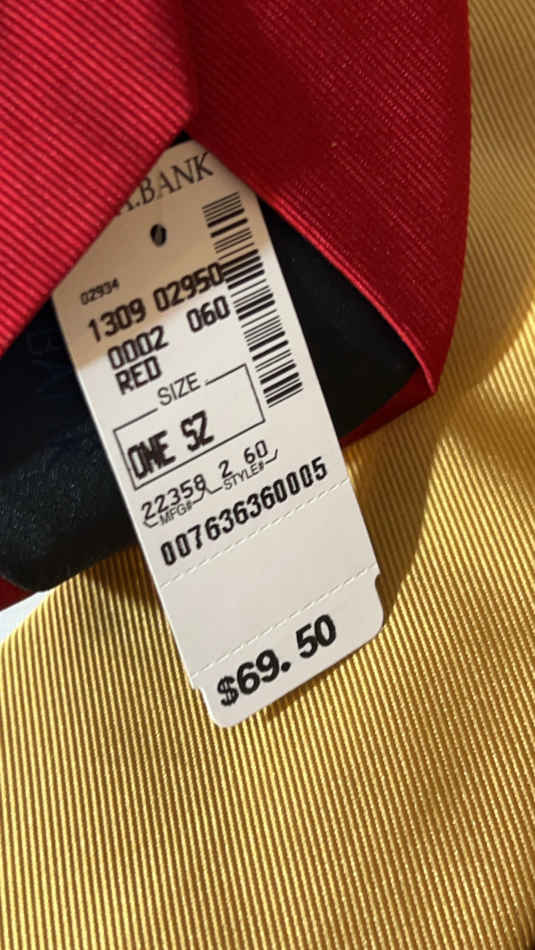 A.BANK
02934
1309 02950
0002 060
RED
SIZE
ONE SZ
22358 2 60
MFG# STYLE#
007636360005
$69.50